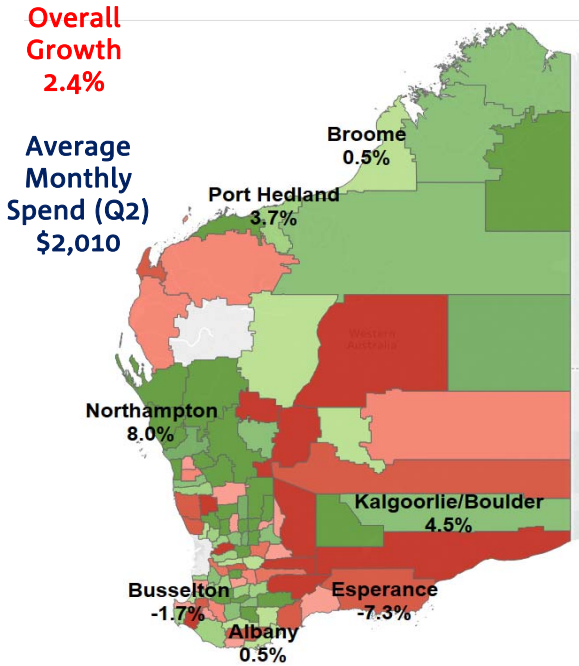 Overall
Growth
2.4%
Average
Monthly
Spend (Q2)
$2,010
Broome
0.5%
Port Hedland
3.7%
Western
Australia
Northampton
8.0%
Kalgoorlie/Boulder
4.5%
Busselton
-1.7%
Esperance
-7.3%
Albany
0.5%